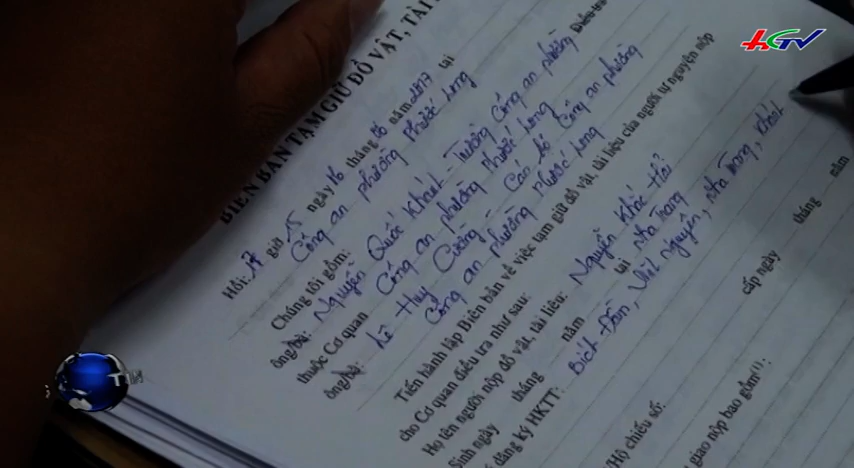 HGTV
BIÊN BẢN TẠM GIỮ ĐỒ VẬT, TÀI
Hồi: 17 giờ 15 ngày 16 tháng 06 năm 2017 tại
Công an phường Phước Long
Chúng tôi gồm:
ông/bà: Nguyễn Quốc Khánh - Trưởng Công an phường
thuộc Cơ quan Công an phường Phước Long
ông/bà: Lê Huy Cường - Cán bộ Công an phường
Công an phường Phước Long
Tiến hành lập Biên bản về việc tạm giữ đồ vật, tài liệu của người tự nguyện nộp
cho Cơ quan điều tra như sau:
Họ tên người nộp đồ vật, tài liệu: Nguyễn Khắc Hải
Sinh ngày tháng năm tại Nha Trang
đăng ký HKTT: Bích Đầm, Vĩnh Nguyên, Nha Trang, Khánh
/Hộ chiếu số: cấp ngày tháng năm
giao nộp bao gồm(1):